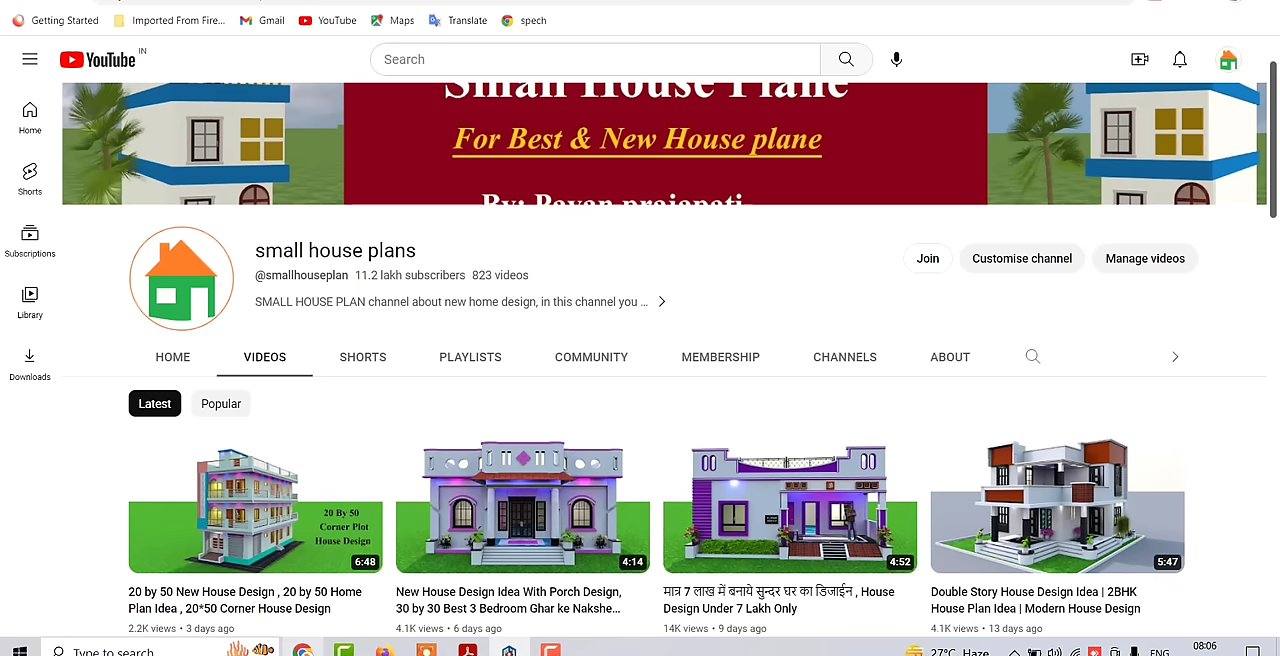 Getting Started
Imported From Fire...
Gmail
YouTube
Maps
Translate
spech
YouTube IN
Search
Small House Plane
For Best & New House plane
By: Pavan prajapati-
Home
Shorts
Subscriptions
Library
Downloads
small house plans
@smallhouseplan 11.2 lakh subscribers 823 videos
SMALL HOUSE PLAN channel about new home design, in this channel you ...
Join
Customise channel
Manage videos
HOME
VIDEOS
SHORTS
PLAYLISTS
COMMUNITY
MEMBERSHIP
CHANNELS
ABOUT
Latest
Popular
20 By 50
Corner Plot
House Design
6:48
4:14
4:52
5:47
20 by 50 New House Design , 20 by 50 Home
Plan Idea , 20*50 Corner House Design
2.2K views • 3 days ago
New House Design Idea With Porch Design,
30 by 30 Best 3 Bedroom Ghar ke Nakshe...
4.1K views • 6 days ago
मात्र 7 लाख में बनाये सुन्दर घर का डिजाईन , House
Design Under 7 Lakh Only
14K views • 9 days ago
Double Story House Design Idea | 2BHK
House Plan Idea | Modern House Design
4.1K views • 13 days ago
Type to search
27°C Haze
ENG
08:06